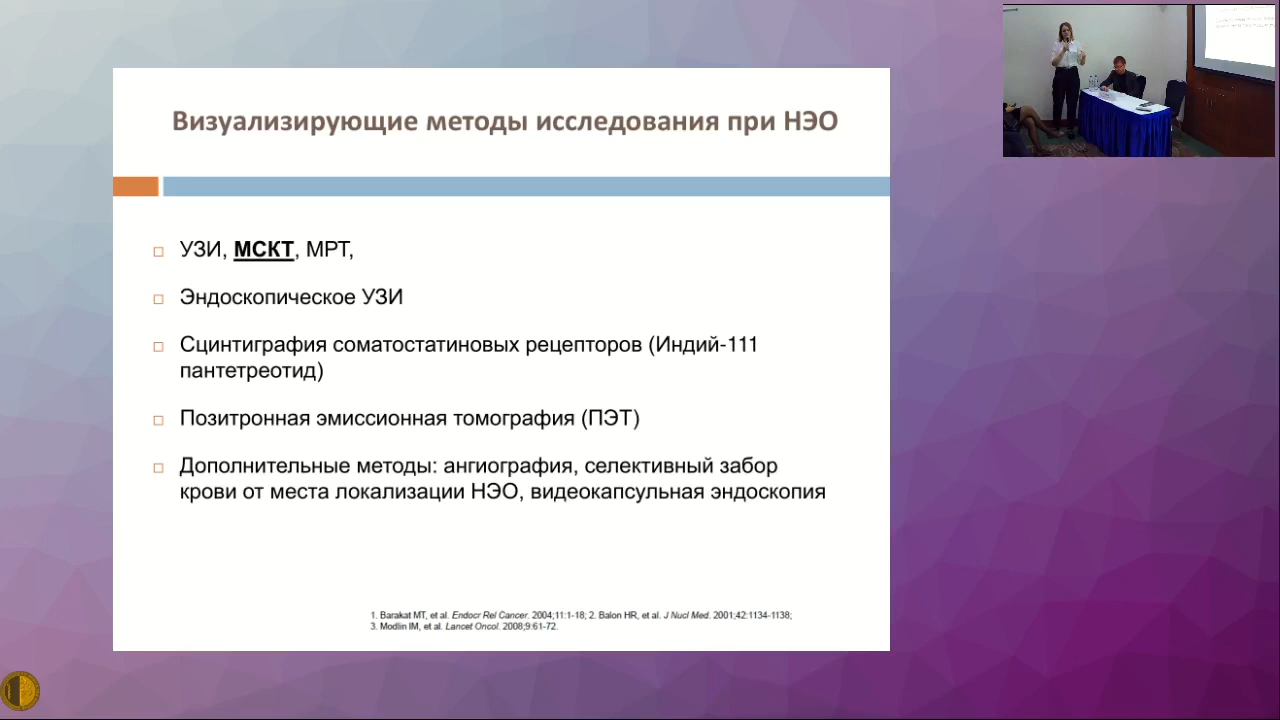 Визуализирующие методы исследования при НЭО
УЗИ, МСКТ, МРТ,
Эндоскопическое УЗИ
Сцинтиграфия соматостатиновых рецепторов (Индий-111
пантетреотид)
Позитронная эмиссионная томография (ПЭТ)
Дополнительные методы: ангиография, селективный забор
крови от места локализации НЭО, видеокапсульная эндоскопия
1. Barakat MT, et al. Endocr Rel Cancer. 2004;11:1-18; 2. Balon HR, et al. J Nucl Med. 2001;42:1134-1138;
3. Modlin IM, et al. Lancet Oncol. 2008;9:61-72.